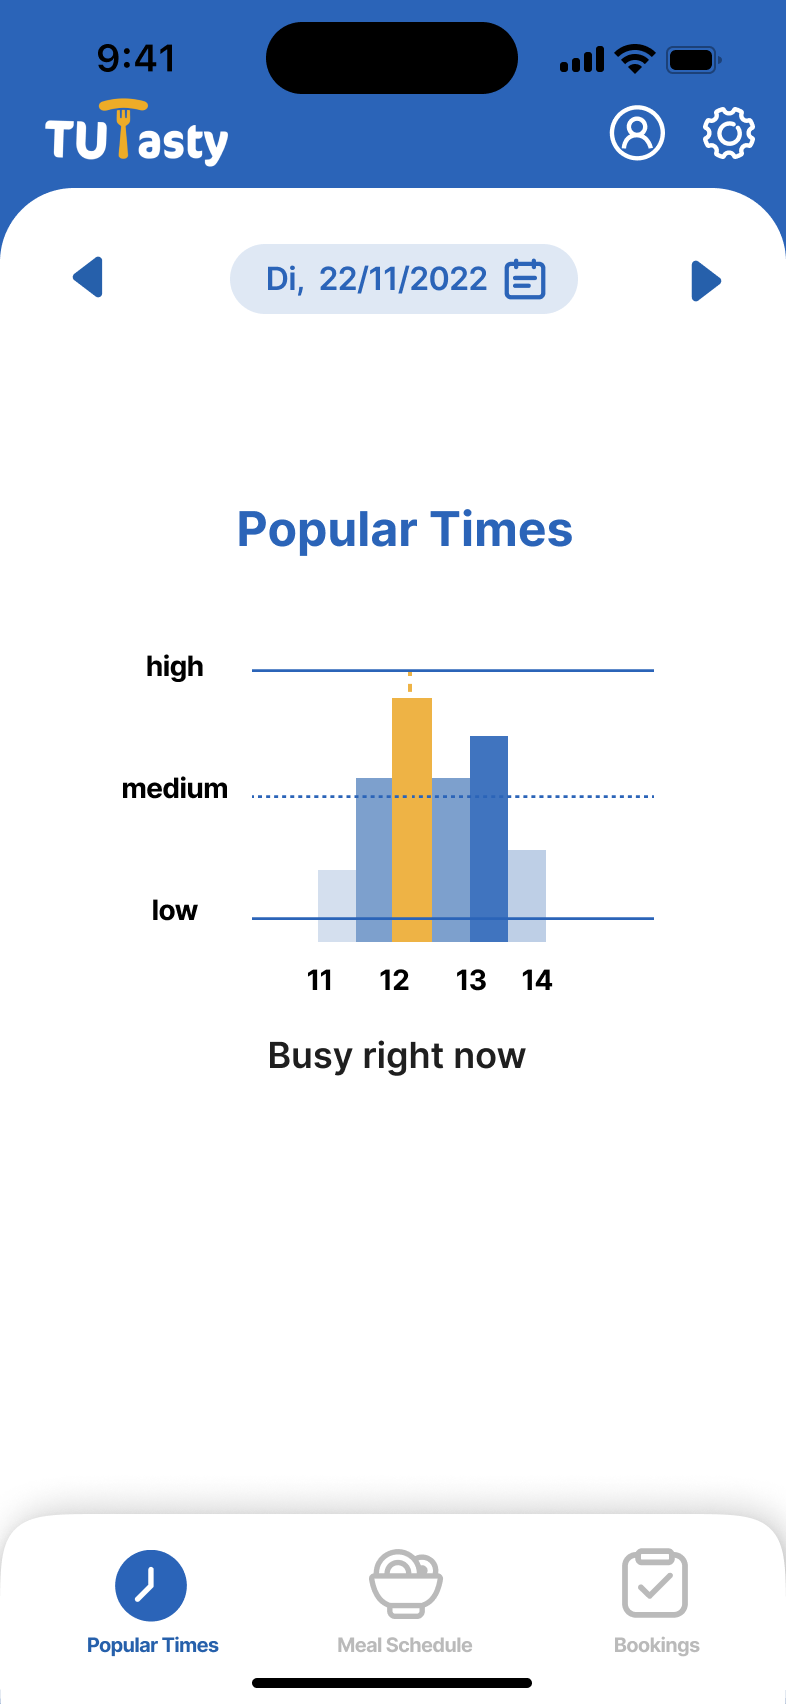 9:41
TUTasty
Di, 22/11/2022
Popular Times
high
medium
low
11 12 13 14
Busy right now
Popular Times Meal Schedule Bookings